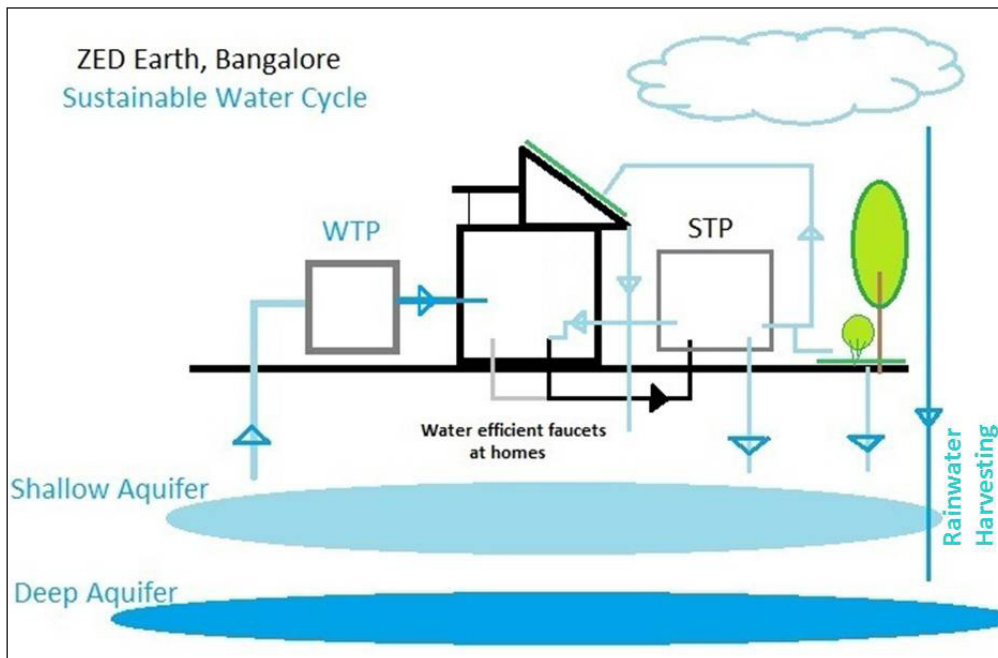 ZED Earth, Bangalore
Sustainable Water Cycle
WTP
STP
Water efficient faucets
at homes
Shallow Aquifer
Deep Aquifer
Rainwater
Harvesting